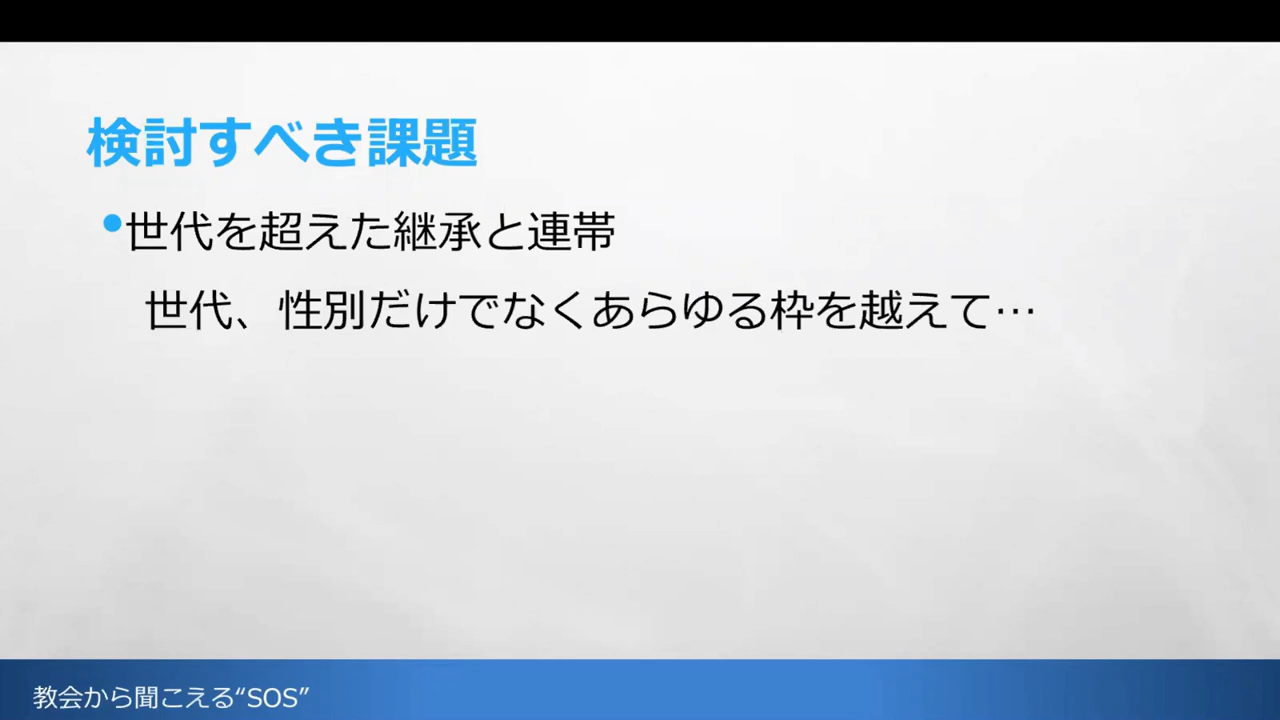 検討すべき課題
•世代を超えた継承と連帯
世代、性別だけでなくあらゆる枠を越えて…
教会から聞こえる“SOS”